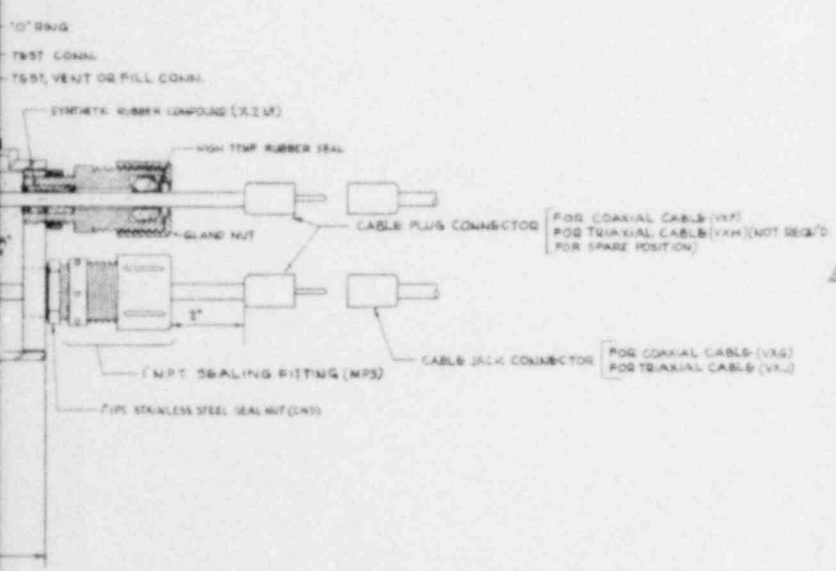 "O" RING
TEST CONN.
TEST, VENT OR FILL CONN.
SYNTHETIC RUBBER COMPOUND
HIGH TEMP RUBBER SEAL
GLAND NUT
CABLE PLUG CONNECTOR
FOR COAXIAL CABLE (VXF)
FOR TRIAXIAL CABLE (VXH) (NOT REQ'D
FOR SPARE POSITION)
2"
CABLE JACK CONNECTOR
FOR COAXIAL CABLE (VXG)
FOR TRIAXIAL CABLE (VXJ)
1" N.P.T. SEALING FITTING (MPS)
STAINLESS STEEL SEAL NUT